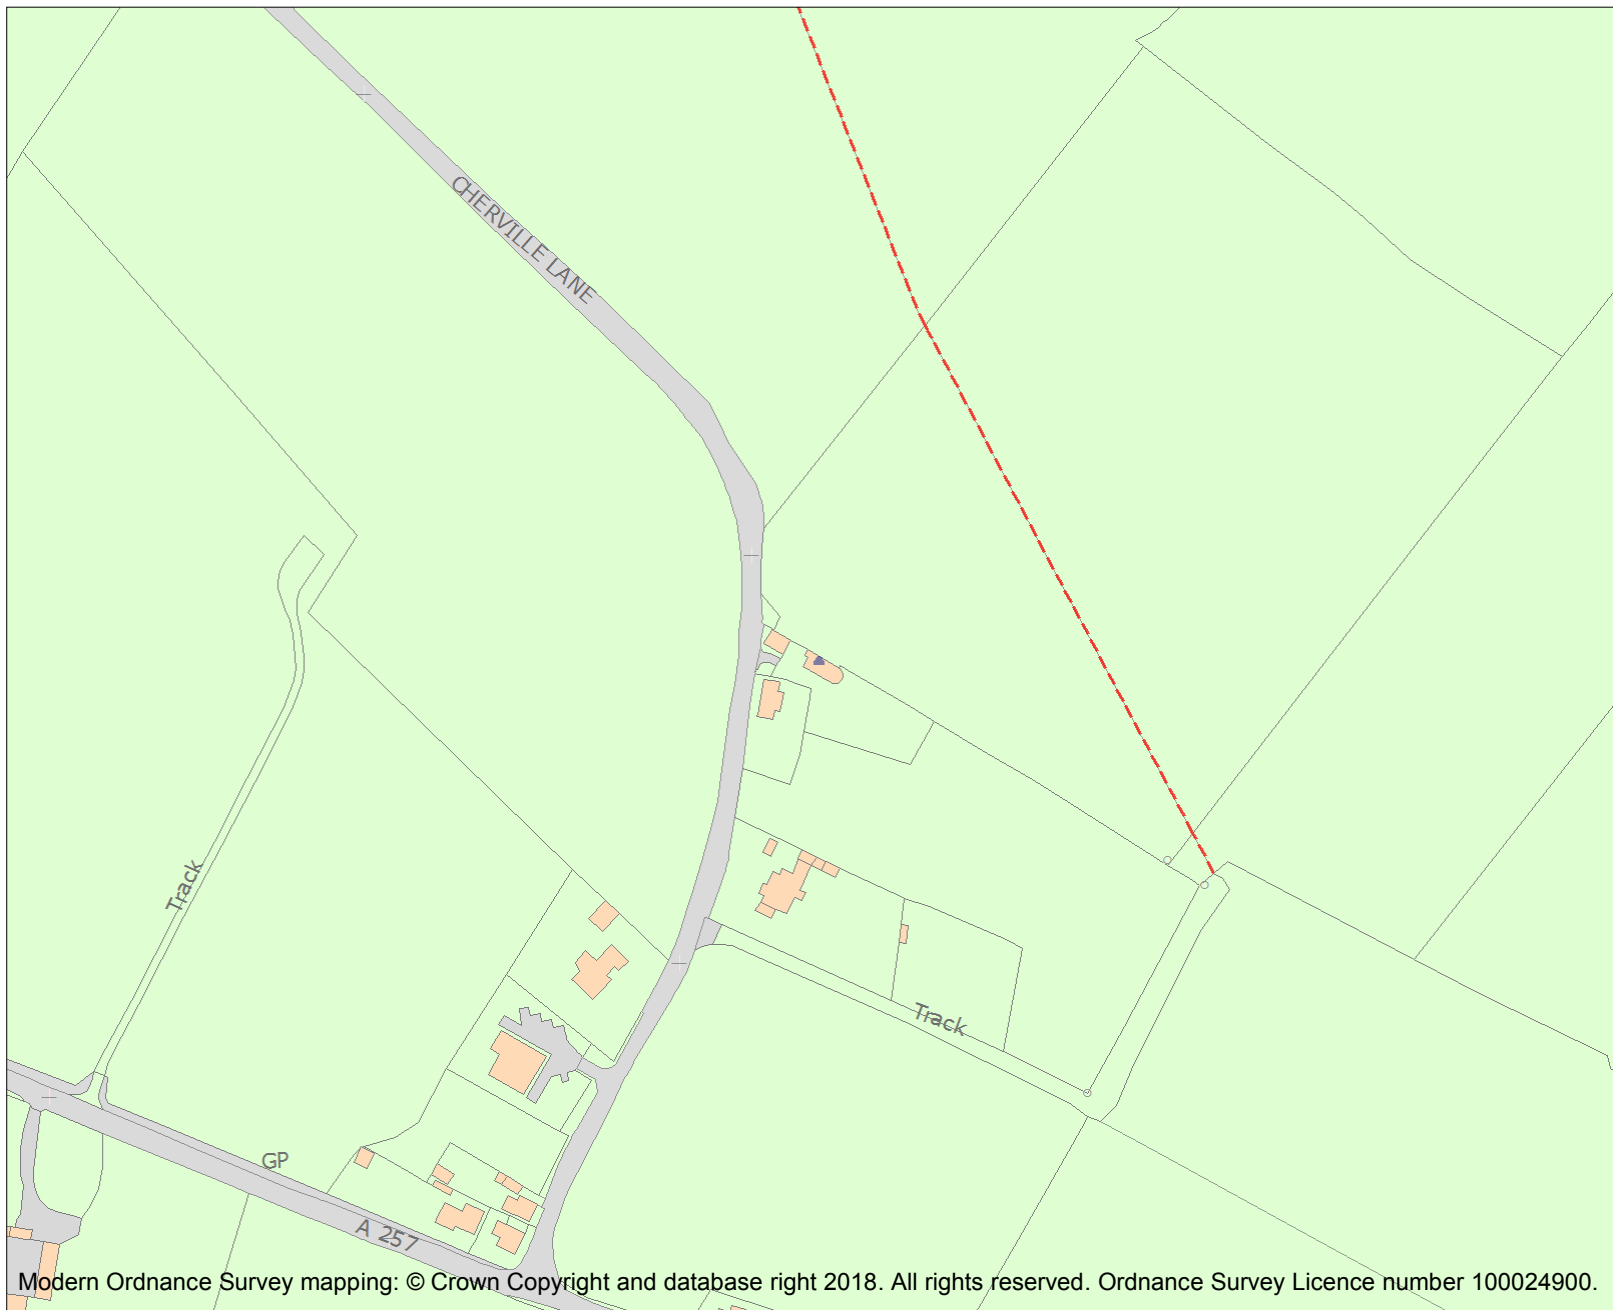 CHERVILLE LANE
Track
Track
GP
A 257
Modern Ordnance Survey mapping: © Crown Copyright and database right 2018. All rights reserved. Ordnance Survey Licence number 100024900.